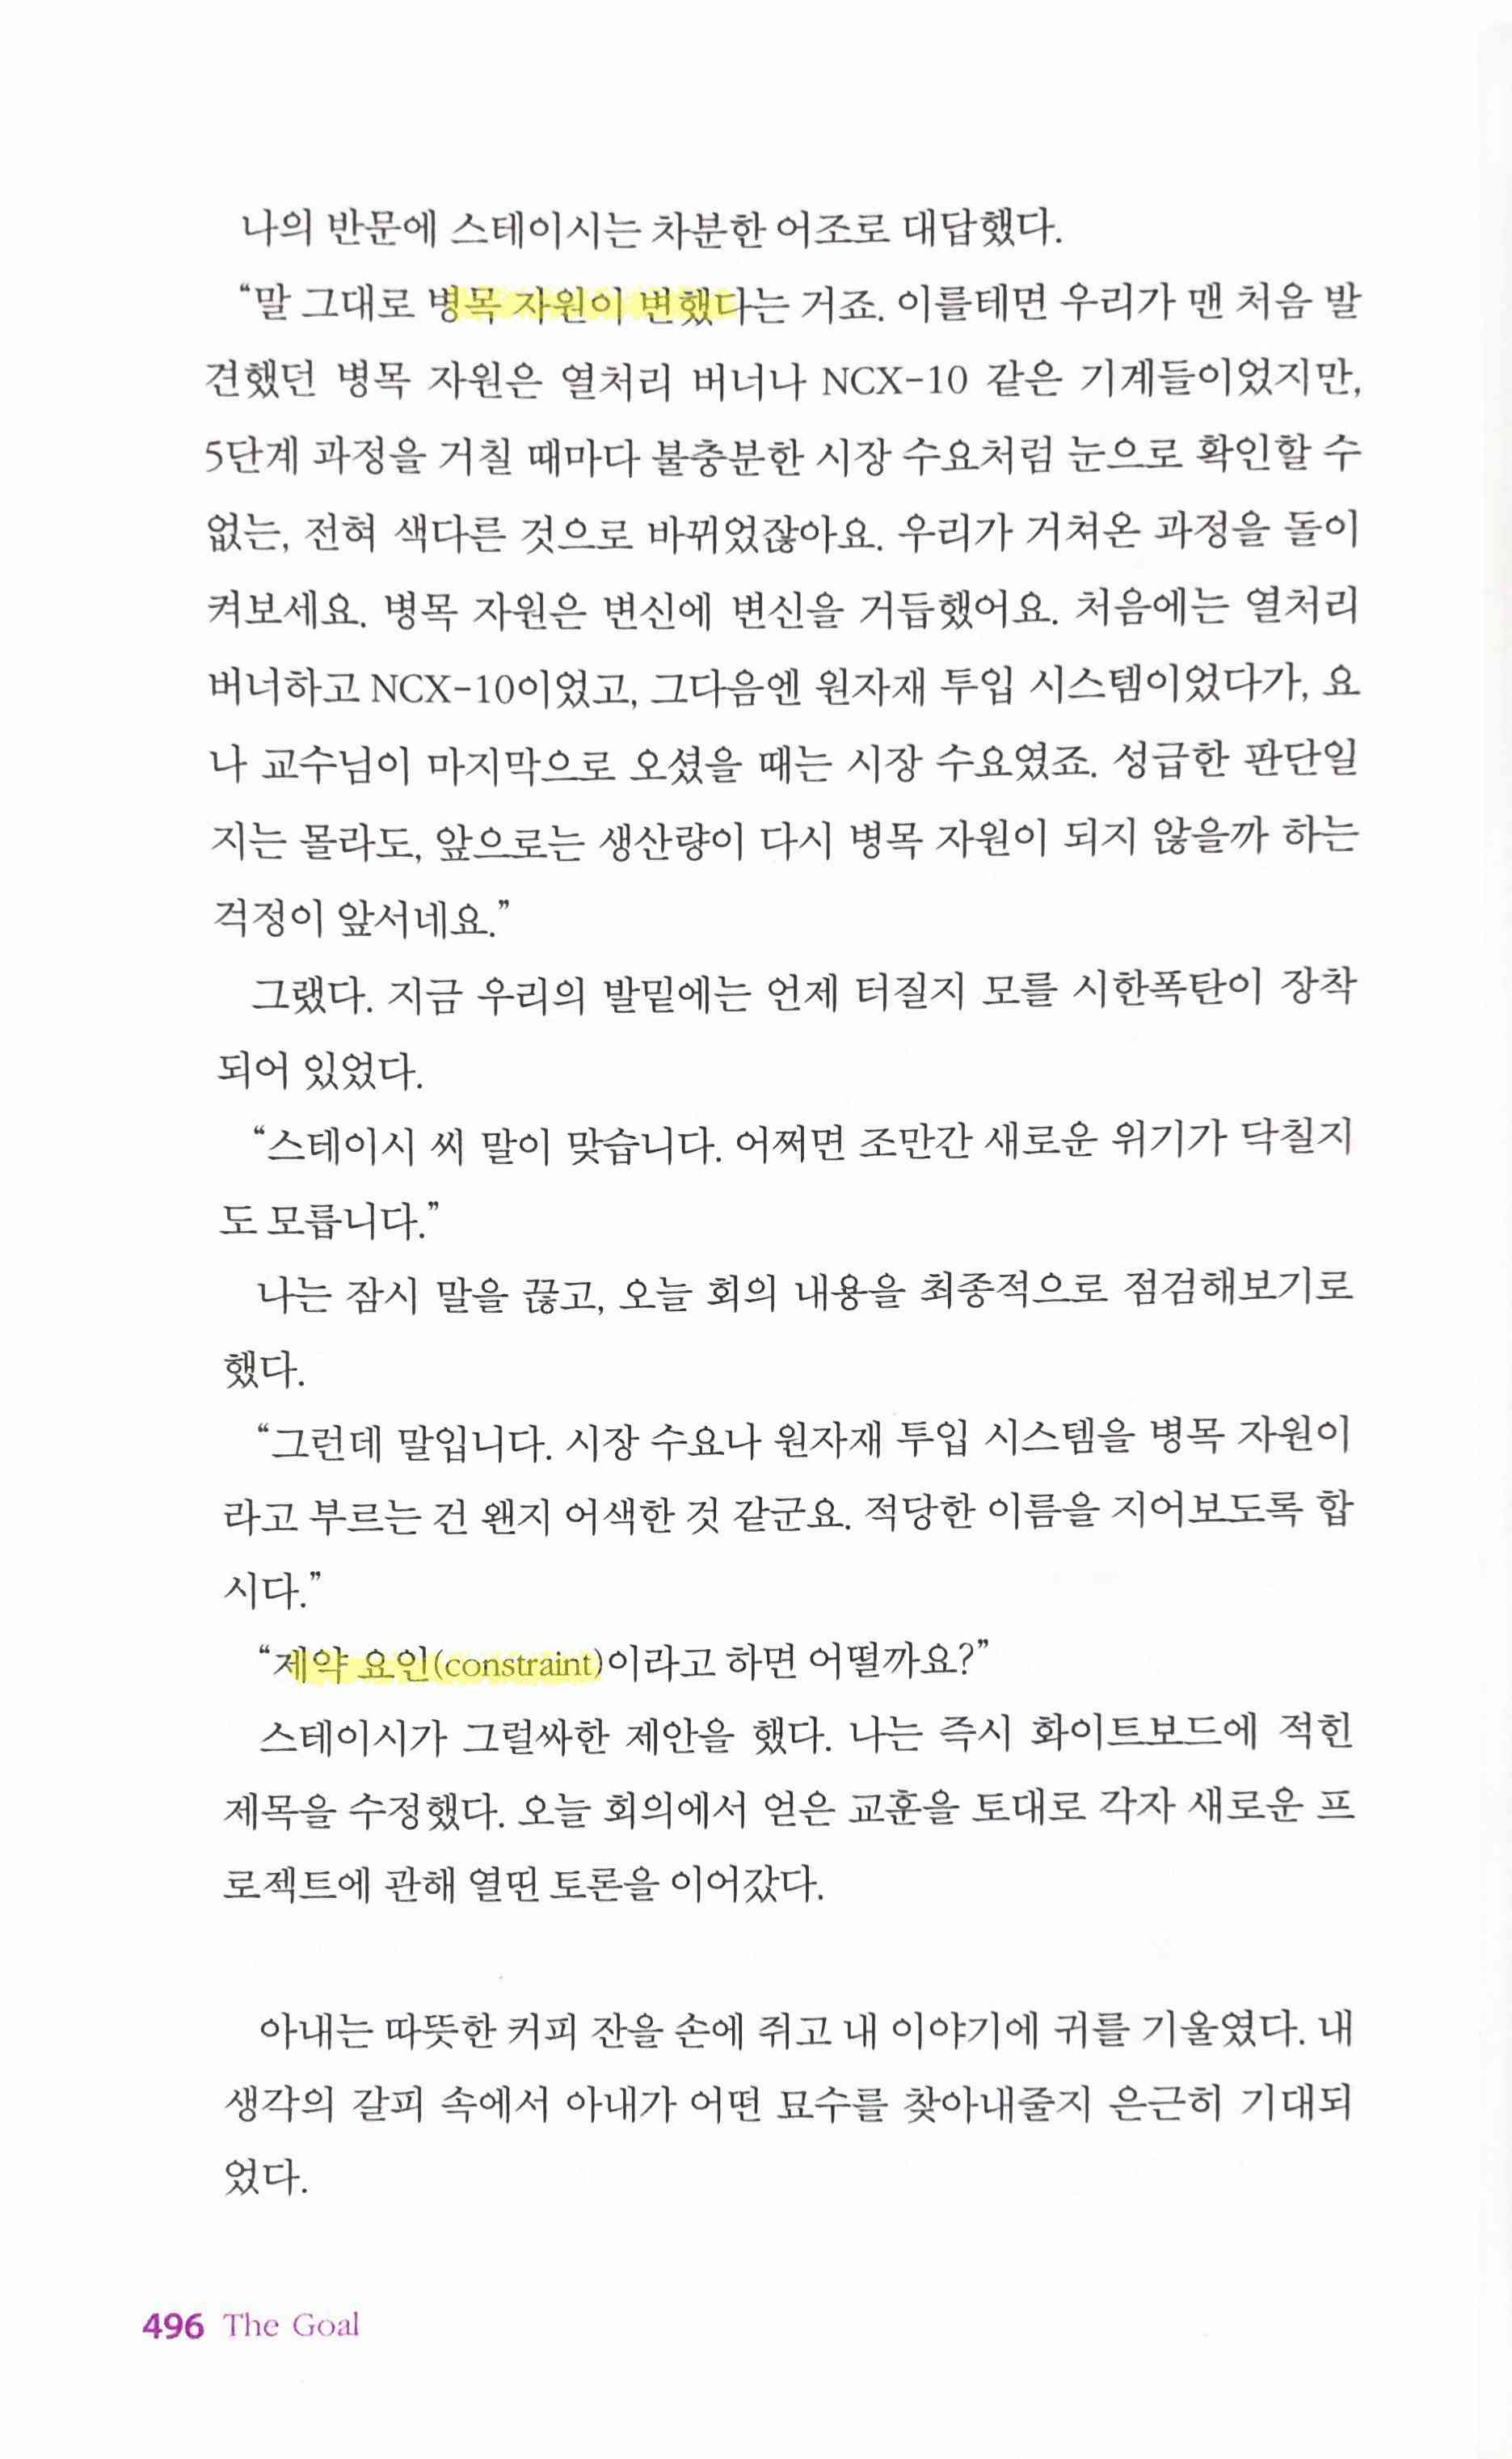 나의 반문에 스테이시는 차분한 어조로 대답했다.
“말 그대로 병목 자원이 변했다는 거죠. 이를테면 우리가 맨 처음 발
견했던 병목 자원은 열처리 버너나 NCX-10 같은 기계들이었지만,
5단계 과정을 거칠 때마다 불충분한 시장 수요처럼 눈으로 확인할 수
없는, 전혀 색다른 것으로 바뀌었잖아요. 우리가 거쳐온 과정을 돌이
켜보세요. 병목 자원은 변신에 변신을 거듭했어요. 처음에는 열처리
버너하고 NCX-10이었고, 그다음엔 원자재 투입 시스템이었다가, 요
나 교수님이 마지막으로 오셨을 때는 시장 수요였죠. 성급한 판단일
지는 몰라도, 앞으로는 생산량이 다시 병목 자원이 되지 않을까 하는
걱정이 앞서네요.”
그랬다. 지금 우리의 발밑에는 언제 터질지 모를 시한폭탄이 장착
되어 있었다.
“스테이시 씨 말이 맞습니다. 어쩌면 조만간 새로운 위기가 닥칠지
도 모릅니다.”
나는 잠시 말을 끊고, 오늘 회의 내용을 최종적으로 점검해보기로
했다.
“그런데 말입니다. 시장 수요나 원자재 투입 시스템을 병목 자원이
라고 부르는 건 왠지 어색한 것 같군요. 적당한 이름을 지어보도록 합
시다.”
“제약 요인(constraint)이라고 하면 어떨까요?”
스테이시가 그럴싸한 제안을 했다. 나는 즉시 화이트보드에 적힌
제목을 수정했다. 오늘 회의에서 얻은 교훈을 토대로 각자 새로운 프
로젝트에 관해 열띤 토론을 이어갔다.
아내는 따뜻한 커피 잔을 손에 쥐고 내 이야기에 귀를 기울였다. 내
생각의 갈피 속에서 아내가 어떤 묘수를 찾아내줄지 은근히 기대되
었다.
496 The Goal